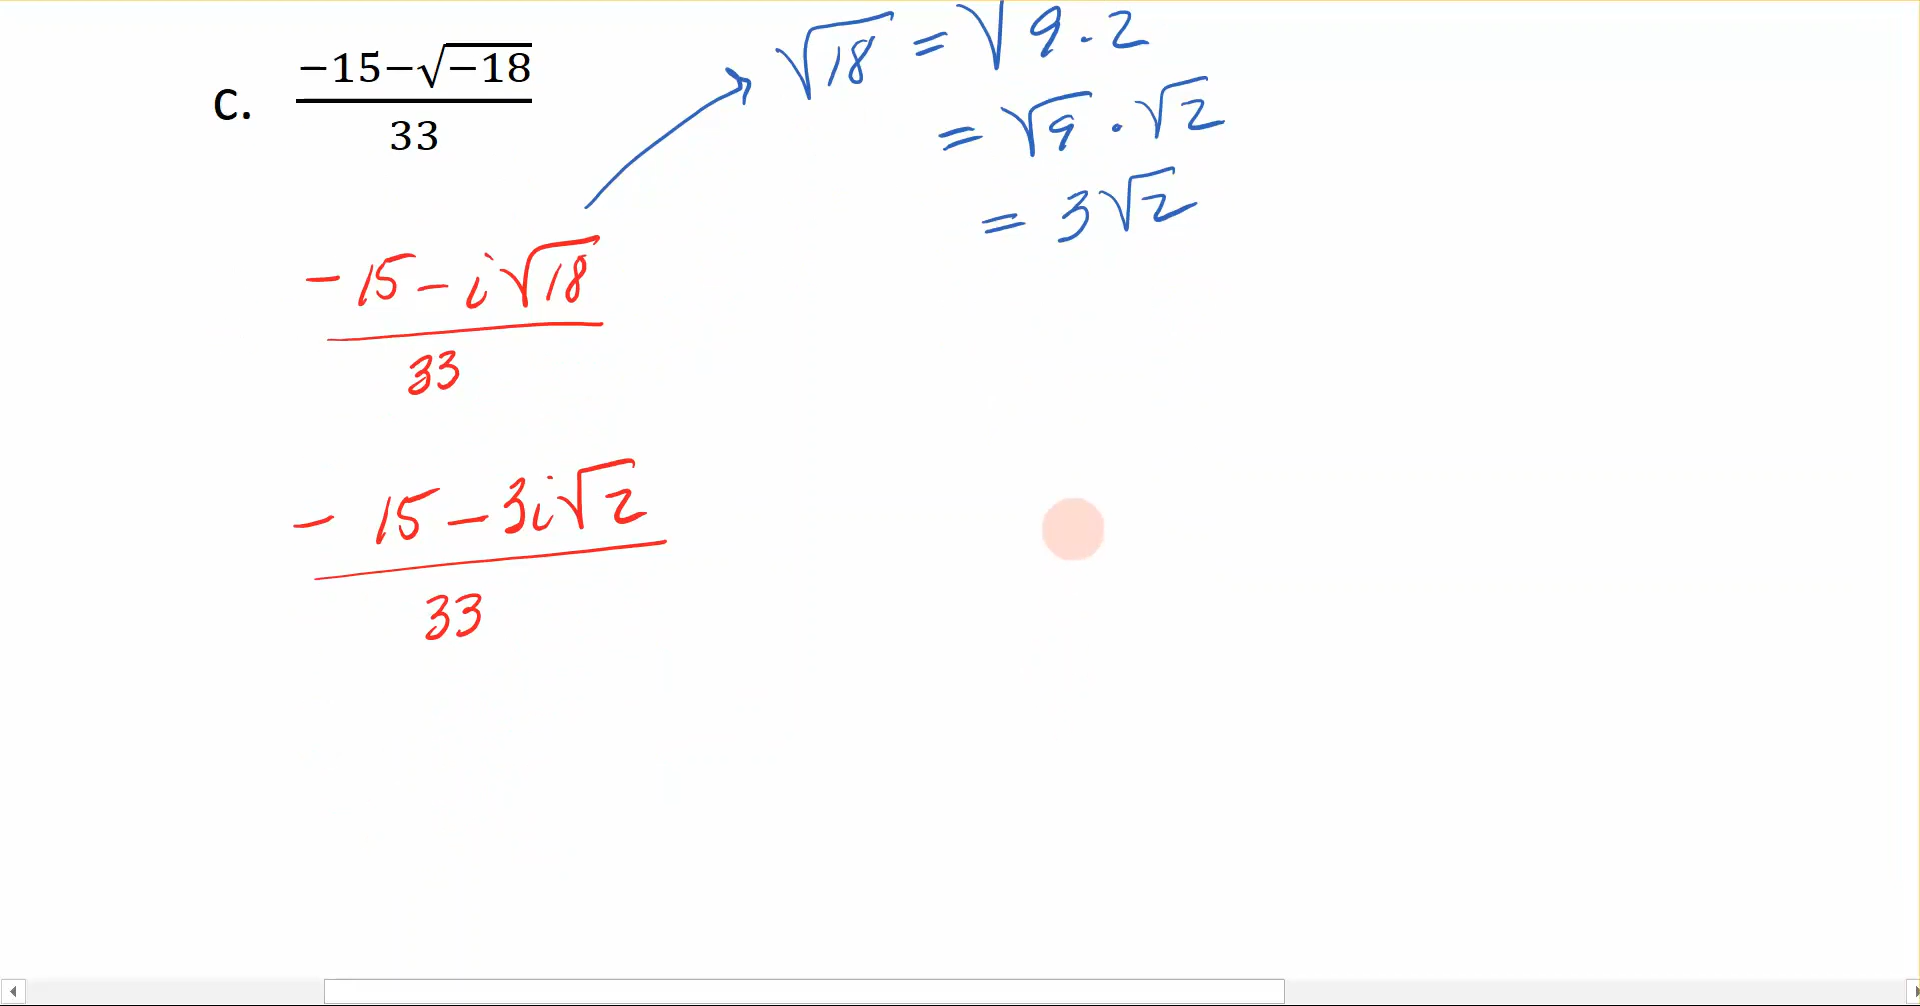 c. −15−√−18
33
√18 = √9·2
= √9 · √2
= 3√2
−15−i√18
33
−15−3i√2
33